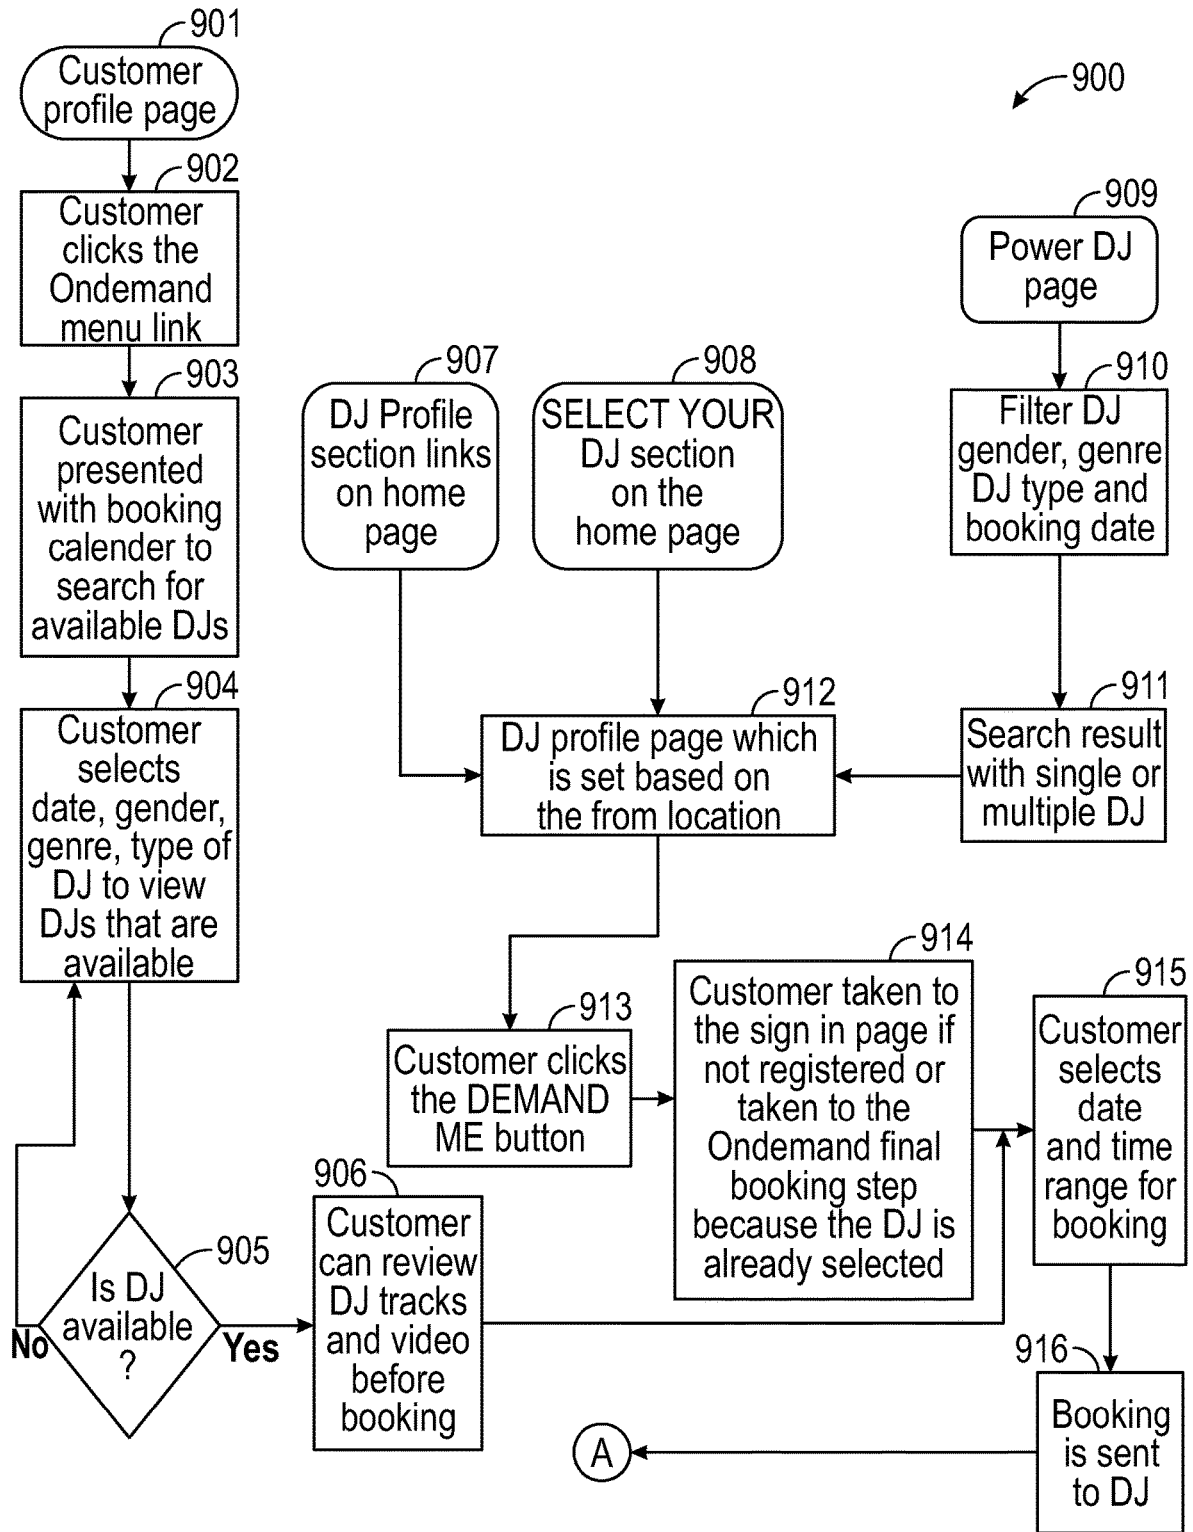 901
Customer
profile page
902
Customer
clicks the
Ondemand
menu link
903
Customer
presented
with booking
calender to
search for
available DJs
904
Customer
selects
date, gender,
genre, type of
DJ to view
DJs that are
available
905
Is DJ
available
?
No
Yes
906
Customer
can review
DJ tracks
and video
before
booking
900
907
DJ Profile
section links
on home
page
908
SELECT YOUR
DJ section
on the
home page
909
Power DJ
page
910
Filter DJ
gender, genre
DJ type and
booking date
911
Search result
with single or
multiple DJ
912
DJ profile page which
is set based on
the from location
913
Customer clicks
the DEMAND
ME button
914
Customer taken to
the sign in page if
not registered or
taken to the
Ondemand final
booking step
because the DJ is
already selected
915
Customer
selects
date
and time
range for
booking
916
Booking
is sent
to DJ
A